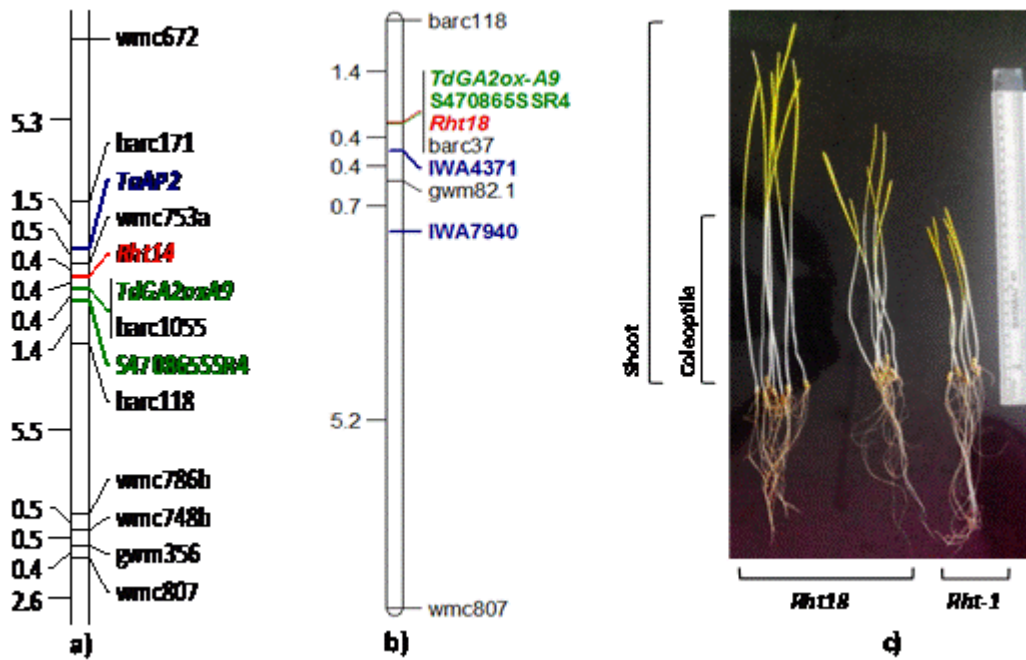 wmc672
5.3
barc171
TaAP2
1.5
wmc753a
0.5
0.4
Rht14
0.4
TdGA2oxA9
0.4
barc1055
1.4
S470865SSR4
barc118
5.5
wmc786b
0.5
wmc748b
0.5
gwm356
0.4
wmc807
2.6
a)
barc118
1.4
TdGA2ox-A9
S470865SSR4
Rht18
0.4
barc37
0.4
IWA4371
gwm82.1
0.7
IWA7940
5.2
wmc807
b)
Shoot
Coleoptile
Rht18
Rht-1
c)